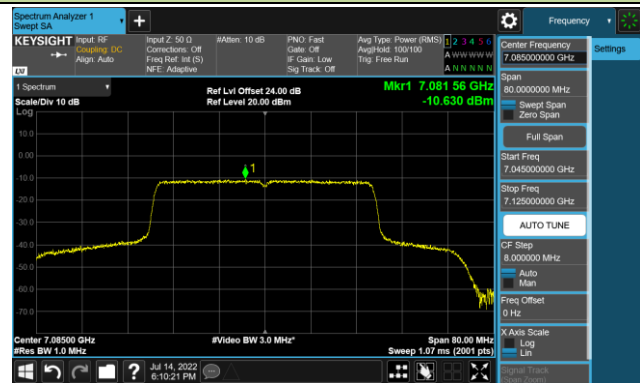 Spectrum Analyzer 1
Swept SA
+
Frequency
KEYSIGHT
Input: RF
Coupling: DC
Align: Auto
Input Z: 50 Ω
Corrections: Off
Freq Ref: Int (S)
NFE: Adaptive
#Atten: 10 dB
PNO: Fast
Gate: Off
IF Gain: Low
Sig Track: Off
Avg Type: Power (RMS)
Avg|Hold: 100/100
Trig: Free Run
1 2 3 4 5 6
A W W W W W
A N N N N N
LXI
1 Spectrum
Scale/Div 10 dB
Log
Ref Lvl Offset 24.00 dB
Ref Level 20.00 dBm
Mkr1 7.081 56 GHz
-10.630 dBm
10.0
0.00
-10.0
-20.0
-30.0
-40.0
-50.0
-60.0
-70.0
1
Center 7.08500 GHz
#Res BW 1.0 MHz
#Video BW 3.0 MHz*
Span 80.00 MHz
Sweep 1.07 ms (2001 pts)
Jul 14, 2022
6:10:21 PM
Settings
Center Frequency
7.085000000 GHz
Span
80.0000000 MHz
Swept Span
Zero Span
Full Span
Start Freq
7.045000000 GHz
Stop Freq
7.125000000 GHz
AUTO TUNE
CF Step
8.000000 MHz
Auto
Man
Freq Offset
0 Hz
X Axis Scale
Log
Lin
Signal Track
(Span Zoom)